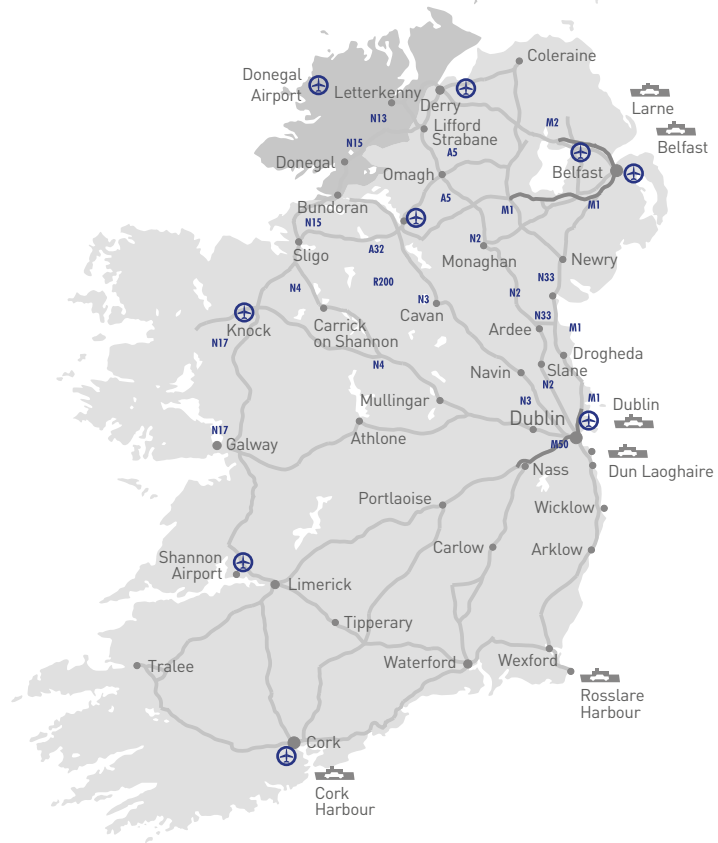 Coleraine
Donegal
Airport
Letterkenny
Derry
Larne
N13
M2
Lifford
Strabane
Belfast
N15
A5
Donegal
Omagh
Belfast
A5
Bundoran
M1
M1
N15
N2
A32
Sligo
Monaghan
Newry
N33
R200
N4
N2
N3
Cavan
N33
Knock
Carrick
on Shannon
Ardee
M1
N17
Drogheda
N4
Navin
Slane
N2
Mullingar
N3
M1
Dublin
Dublin
N17
Galway
Athlone
M50
Nass
Dun Laoghaire
Portlaoise
Wicklow
Carlow
Arklow
Shannon
Airport
Limerick
Tipperary
Tralee
Waterford
Wexford
Rosslare
Harbour
Cork
Cork
Harbour